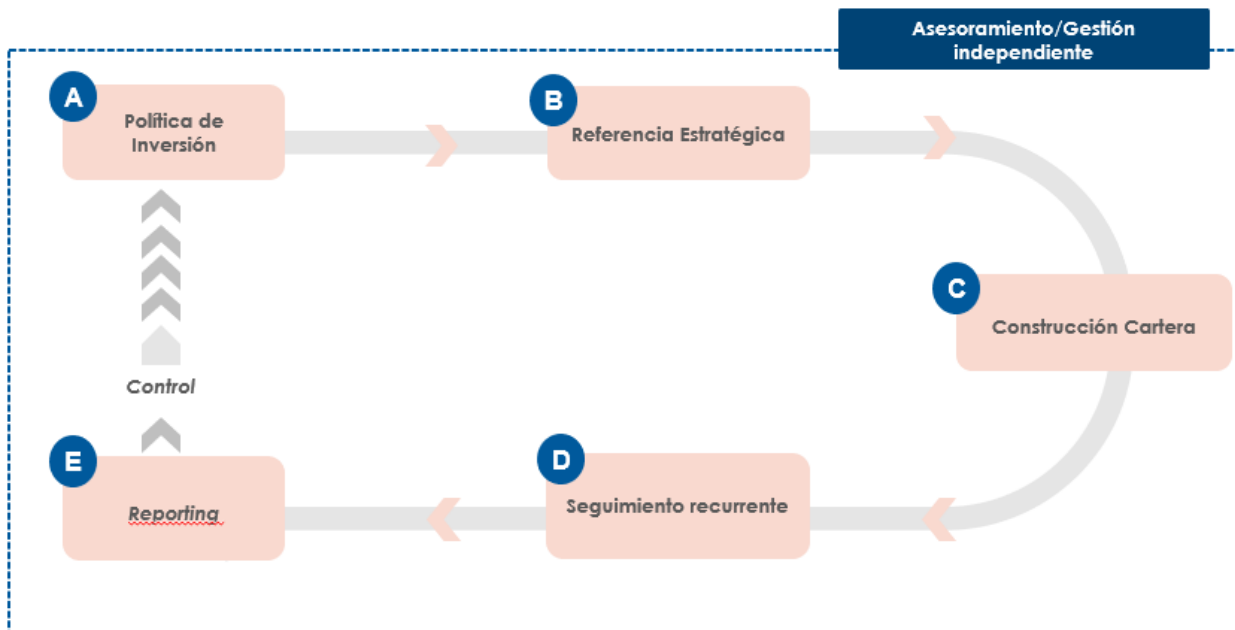 Asesoramiento/Gestión
independiente
A
Política de
Inversión
B
Referencia Estratégica
C
Construcción Cartera
Control
E
Reporting
D
Seguimiento recurrente